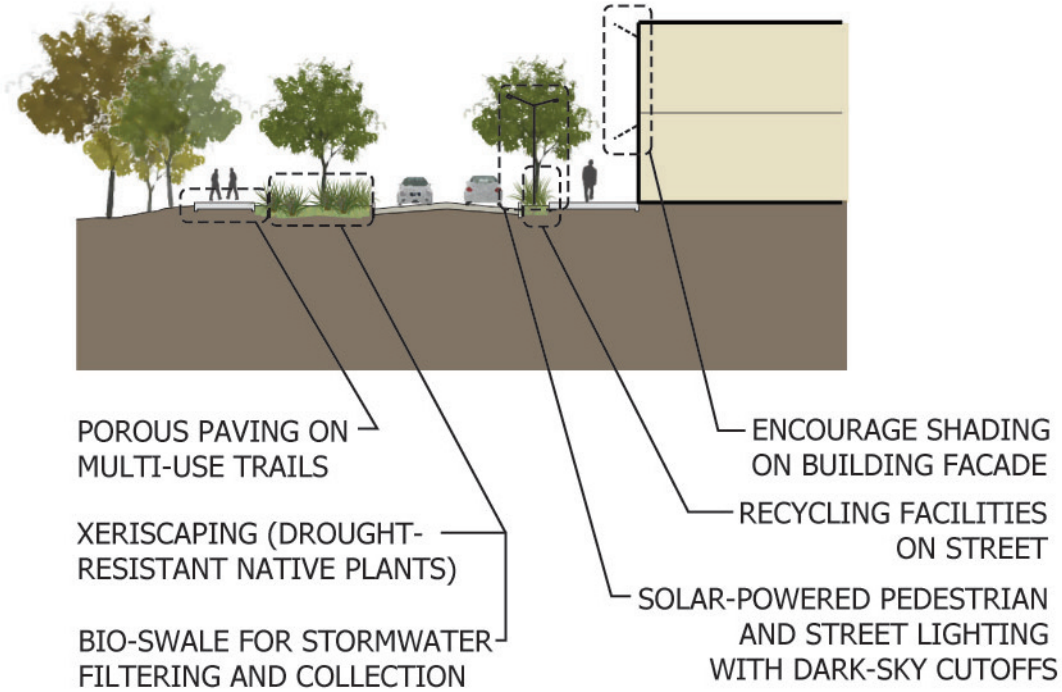 POROUS PAVING ON
MULTI-USE TRAILS
XERISCAPING (DROUGHT-
RESISTANT NATIVE PLANTS)
BIO-SWALE FOR STORMWATER
FILTERING AND COLLECTION
ENCOURAGE SHADING
ON BUILDING FACADE
RECYCLING FACILITIES
ON STREET
SOLAR-POWERED PEDESTRIAN
AND STREET LIGHTING
WITH DARK-SKY CUTOFFS